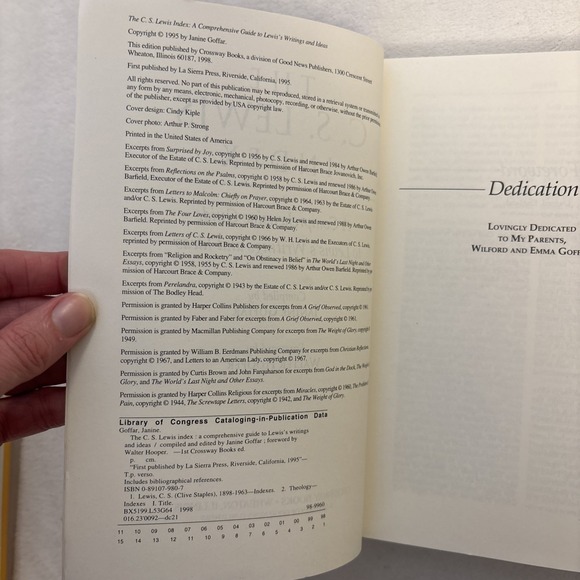 The C. S. Lewis Index: A Comprehensive Guide to Lewis's Writings and Ideas
Copyright © 1995 by Janine Goffar.
This edition published by Crossway Books, a division of Good News Publishers, 1300 Crescent Street,
Wheaton, Illinois 60187, 1998.
First published by La Sierra Press, Riverside, California, 1995.
All rights reserved. No part of this publication may be reproduced, stored in a retrieval system or transmitted in
any form by any means, electronic, mechanical, photocopy, recording, or otherwise, without the prior permission
of the publisher, except as provided by USA copyright law.
Cover design: Cindy Kiple
Cover photo: Arthur P. Strong
Printed in the United States of America
Excerpts from Surprised by Joy, copyright © 1956 by C. S. Lewis and renewed 1984 by Arthur Owen Barfield,
Executor of the Estate of C. S. Lewis. Reprinted by permission of Harcourt Brace Jovanovich, Inc.
Excerpts from Reflections on the Psalms, copyright © 1958 by C. S. Lewis and renewed 1986 by Arthur Owen
Barfield, Executor of the Estate of C. S. Lewis. Reprinted by permission of Harcourt Brace & Company.
Excerpts from Letters to Malcolm: Chiefly on Prayer, copyright © 1964, 1963 by the Estate of C. S. Lewis
and/or C. S. Lewis. Reprinted by permission of Harcourt Brace & Company.
Excerpts from The Four Loves, copyright © 1960 by Helen Joy Lewis and renewed 1988 by Arthur Owen
Barfield. Reprinted by permission of Harcourt Brace & Company.
Excerpts from Letters of C. S. Lewis, copyright © 1966 by W. H. Lewis and the Executors of C. S. Lewis,
reprinted by permission of Harcourt Brace & Company.
Excerpts from "Religion and Rocketry" and "On Obstinacy in Belief" in The World's Last Night and Other
Essays, copyright © 1958, 1955 by C. S. Lewis and renewed 1986 by Arthur Owen Barfield. Reprinted by per-
mission of Harcourt Brace & Company.
Excerpts from Perelandra, copyright © 1943 by the Estate of C. S. Lewis and/or C. S. Lewis. Reprinted by per-
mission of The Bodley Head.
Permission is granted by Harper Collins Publishers for excerpts from A Grief Observed, copyright © 1961.
Permission is granted by Faber and Faber for excerpts from A Grief Observed, copyright © 1961.
Permission is granted by Macmillan Publishing Company for excerpts from The Weight of Glory, copyright ©
1949.
Permission is granted by William B. Eerdmans Publishing Company for excerpts from Christian Reflections,
copyright © 1967, and Letters to an American Lady, copyright © 1967.
Permission is granted by Curtis Brown and John Farquharson for excerpts from God in the Dock, The Weight of
Glory, and The World's Last Night and Other Essays.
Permission is granted by Harper Collins Religious for excerpts from Miracles, copyright © 1960, The Problem of
Pain, copyright © 1944, The Screwtape Letters, copyright © 1942, and The Weight of Glory.
Library of Congress Cataloging-in-Publication Data
Goffar, Janine.
The C. S. Lewis index : a comprehensive guide to Lewis's writings
and ideas / compiled and edited by Janine Goffar : foreword by
Walter Hooper. —1st Crossway Books ed.
p. cm.
"First published by La Sierra Press, Riverside, California, 1995"—
T.p. verso.
Includes bibliographical references.
ISBN 0-89107-980-7
1. Lewis, C. S. (Clive Staples), 1898-1963—Indexes. 2. Theology—
Indexes I. Title.
BX5199.L53G64 1998
016.23'0092—dc21 98-9968
11 10 09 08 07 06 05 04 03 02 01 00 99 98
15 14 13 12 11 10 9 8 7 6 5 4 3 2 1
Dedication
LOVINGLY DEDICATED
TO MY PARENTS,
WILFORD AND EMMA GOFF